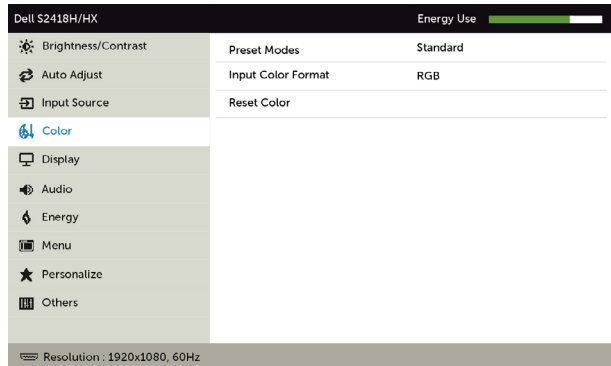 Dell S2418H/HX Energy Use
Brightness/Contrast
Auto Adjust
Input Source
Color
Display
Audio
Energy
Menu
Personalize
Others
Preset Modes Standard
Input Color Format RGB
Reset Color
Resolution : 1920x1080, 60Hz